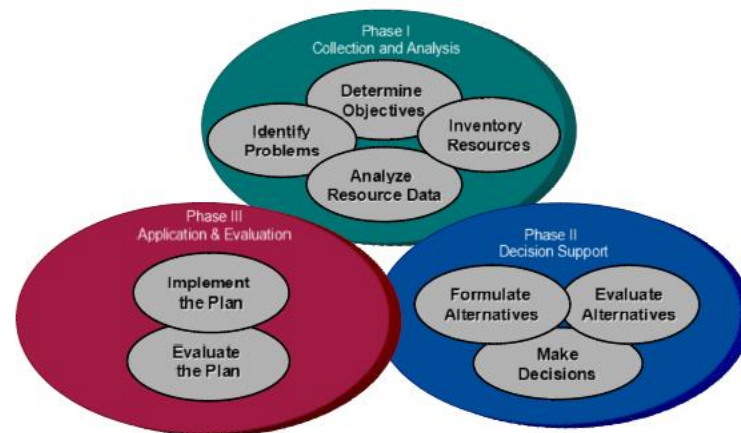 Phase I
Collection and Analysis
Determine
Objectives
Identify
Problems
Inventory
Resources
Analyze
Resource Data
Phase III
Application & Evaluation
Implement
the Plan
Evaluate
the Plan
Phase II
Decision Support
Formulate
Alternatives
Evaluate
Alternatives
Make
Decisions